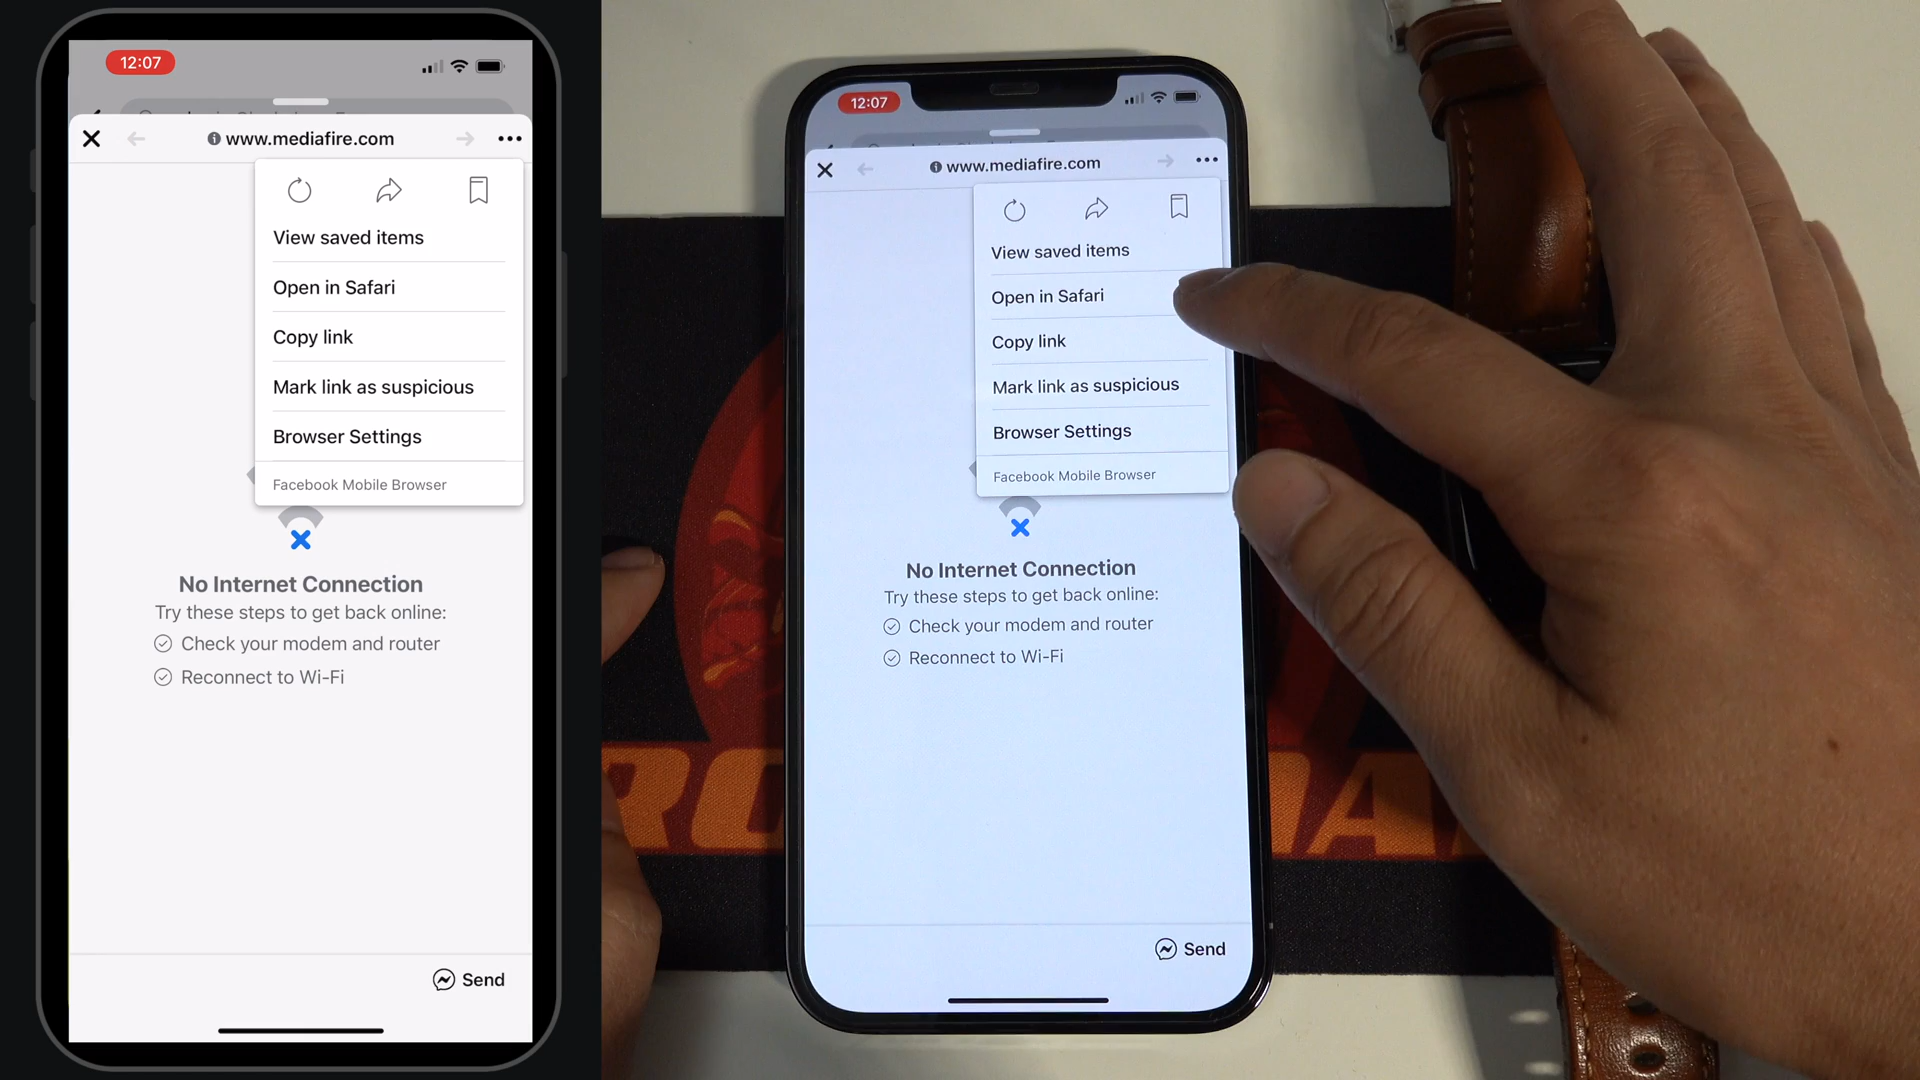 12:07
www.mediafire.com
View saved items
Open in Safari
Copy link
Mark link as suspicious
Browser Settings
Facebook Mobile Browser
No Internet Connection
Try these steps to get back online:
Check your modem and router
Reconnect to Wi-Fi
Send
12:07
www.mediafire.com
View saved items
Open in Safari
Copy link
Mark link as suspicious
Browser Settings
Facebook Mobile Browser
No Internet Connection
Try these steps to get back online:
Check your modem and router
Reconnect to Wi-Fi
Send